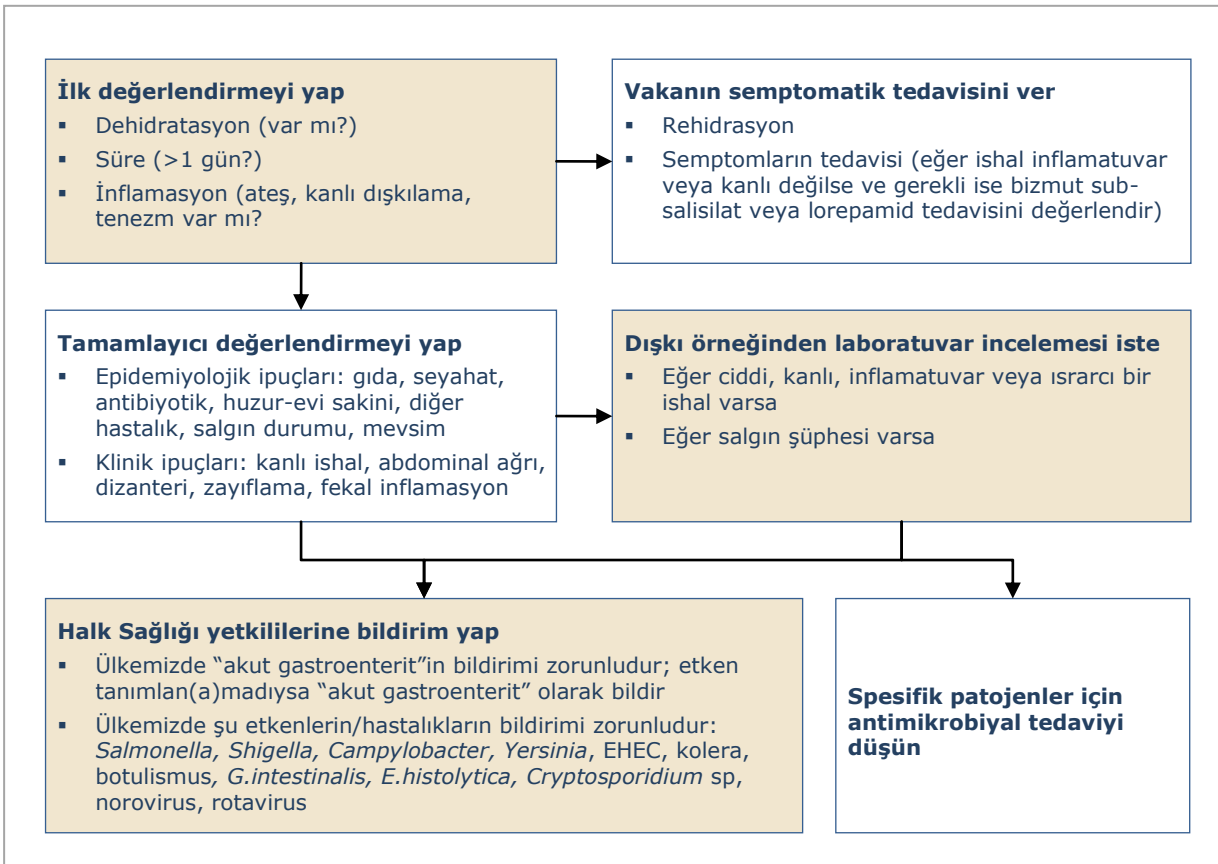 İlk değerlendirmeyi yap
▪ Dehidratasyon (var mı?)
▪ Süre (>1 gün?)
▪ İnflamasyon (ateş, kanlı dışkılama,
tenezm var mı?
Vakanın semptomatik tedavisini ver
▪ Rehidrasyon
▪ Semptomların tedavisi (eğer ishal inflamatuvar
veya kanlı değilse ve gerekli ise bizmut sub-
salisilat veya lorepamid tedavisini değerlendir)
Tamamlayıcı değerlendirmeyi yap
▪ Epidemiyolojik ipuçları: gıda, seyahat,
antibiyotik, huzur-evi sakini, diğer
hastalık, salgın durumu, mevsim
▪ Klinik ipuçları: kanlı ishal, abdominal ağrı,
dizanteri, zayıflama, fekal inflamasyon
Dışkı örneğinden laboratuvar incelemesi iste
▪ Eğer ciddi, kanlı, inflamatuvar veya ısrarcı bir
ishal varsa
▪ Eğer salgın şüphesi varsa
Halk Sağlığı yetkililerine bildirim yap
▪ Ülkemizde “akut gastroenterit”in bildirimi zorunludur; etken
tanımlan(a)madıysa “akut gastroenterit” olarak bildir
▪ Ülkemizde şu etkenlerin/hastalıkların bildirimi zorunludur:
Salmonella, Shigella, Campylobacter, Yersinia, EHEC, kolera,
botulismus, G.intestinalis, E.histolytica, Cryptosporidium sp,
norovirus, rotavirus
Spesifik patojenler için
antimikrobiyal tedaviyi
düşün